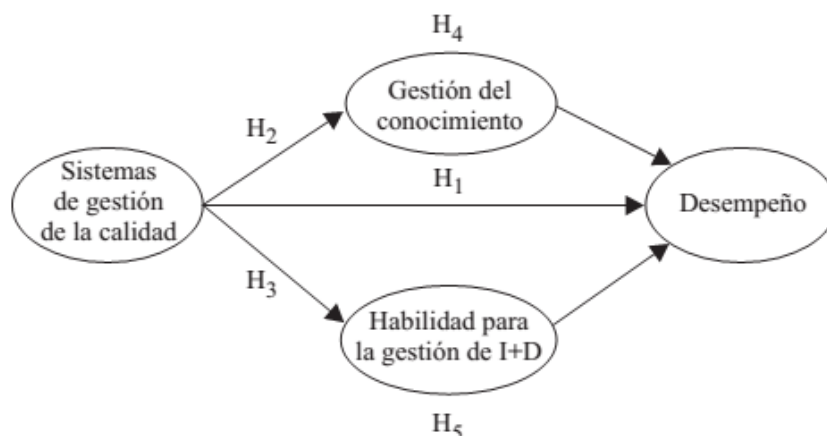 H4
Gestión del
conocimiento
H2
Sistemas
de gestión
de la calidad
H1
Desempeño
H3
Habilidad para
la gestión de I+D
H5